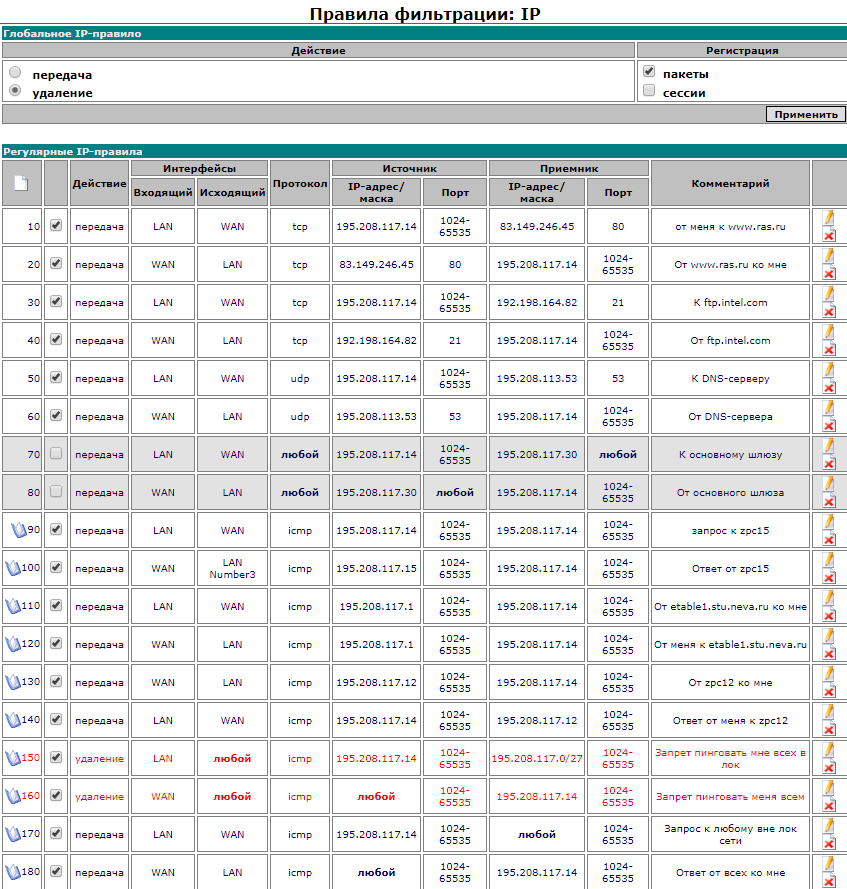 Правила фильтрации: IP
Глобальное IP-правило
Действие Регистрация
передача пакеты
удаление сессии
Применить
Регулярные IP-правила
Действие Интерфейсы Протокол Источник Приемник Комментарий
Входящий Исходящий IP-адрес/маска Порт IP-адрес/маска Порт
10 передача LAN WAN tcp 195.208.117.14 1024-65535 83.149.246.45 80 от меня к www.ras.ru
20 передача WAN LAN tcp 83.149.246.45 80 195.208.117.14 1024-65535 От www.ras.ru ко мне
30 передача LAN WAN tcp 195.208.117.14 1024-65535 192.198.164.82 21 К ftp.intel.com
40 передача WAN LAN tcp 192.198.164.82 21 195.208.117.14 1024-65535 От ftp.intel.com
50 передача LAN WAN udp 195.208.117.14 1024-65535 195.208.113.53 53 К DNS-серверу
60 передача WAN LAN udp 195.208.113.53 53 195.208.117.14 1024-65535 От DNS-сервера
70 передача LAN WAN любой 195.208.117.14 1024-65535 195.208.117.30 любой К основному шлюзу
80 передача WAN LAN любой 195.208.117.30 любой 195.208.117.14 1024-65535 От основного шлюза
90 передача LAN WAN icmp 195.208.117.14 1024-65535 195.208.117.14 1024-65535 запрос к zpc15
100 передача WAN LAN Number3 icmp 195.208.117.15 1024-65535 195.208.117.14 1024-65535 Ответ от zpc15
110 передача LAN WAN icmp 195.208.117.1 1024-65535 195.208.117.14 1024-65535 От etable1.stu.neva.ru ко мне
120 передача WAN LAN icmp 195.208.117.1 1024-65535 195.208.117.14 1024-65535 От меня к etable1.stu.neva.ru
130 передача WAN LAN icmp 195.208.117.12 1024-65535 195.208.117.14 1024-65535 От zpc12 ко мне
140 передача LAN WAN icmp 195.208.117.14 1024-65535 195.208.117.12 1024-65535 Ответ от меня к zpc12
150 удаление LAN любой icmp 195.208.117.14 1024-65535 195.208.117.0/27 1024-65535 Запрет пинговать мне всех в лок
160 удаление WAN любой icmp любой 1024-65535 195.208.117.14 1024-65535 Запрет пинговать меня всем
170 передача LAN WAN icmp 195.208.117.14 1024-65535 любой 1024-65535 Запрос к любому вне лок сети
180 передача WAN LAN icmp любой 1024-65535 195.208.117.14 1024-65535 Ответ от всех ко мне